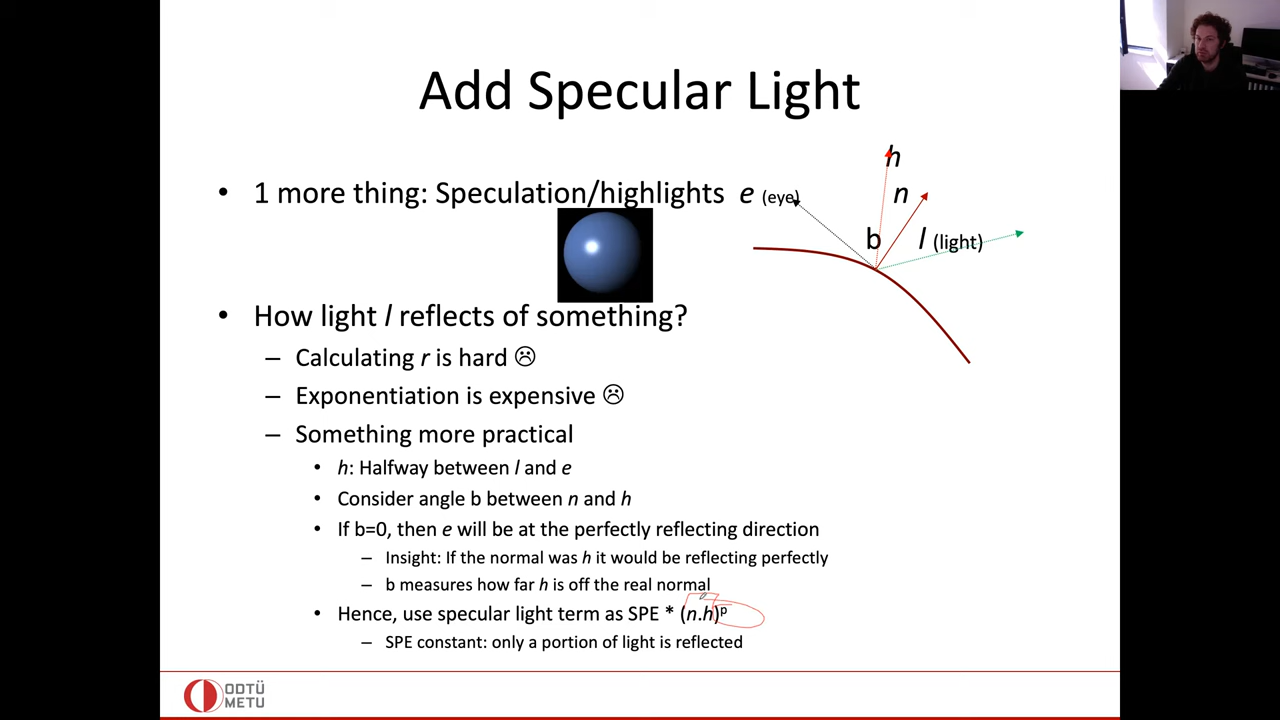 Add Specular Light
• 1 more thing: Speculation/highlights
e (eye)
h
n
b
l (light)
• How light l reflects of something?
– Calculating r is hard ☹
– Exponentiation is expensive ☹
– Something more practical
• h: Halfway between l and e
• Consider angle b between n and h
• If b=0, then e will be at the perfectly reflecting direction
– Insight: If the normal was h it would be reflecting perfectly
– b measures how far h is off the real normal
• Hence, use specular light term as SPE * (n.h)ᵖ
– SPE constant: only a portion of light is reflected
ODTÜ
METU